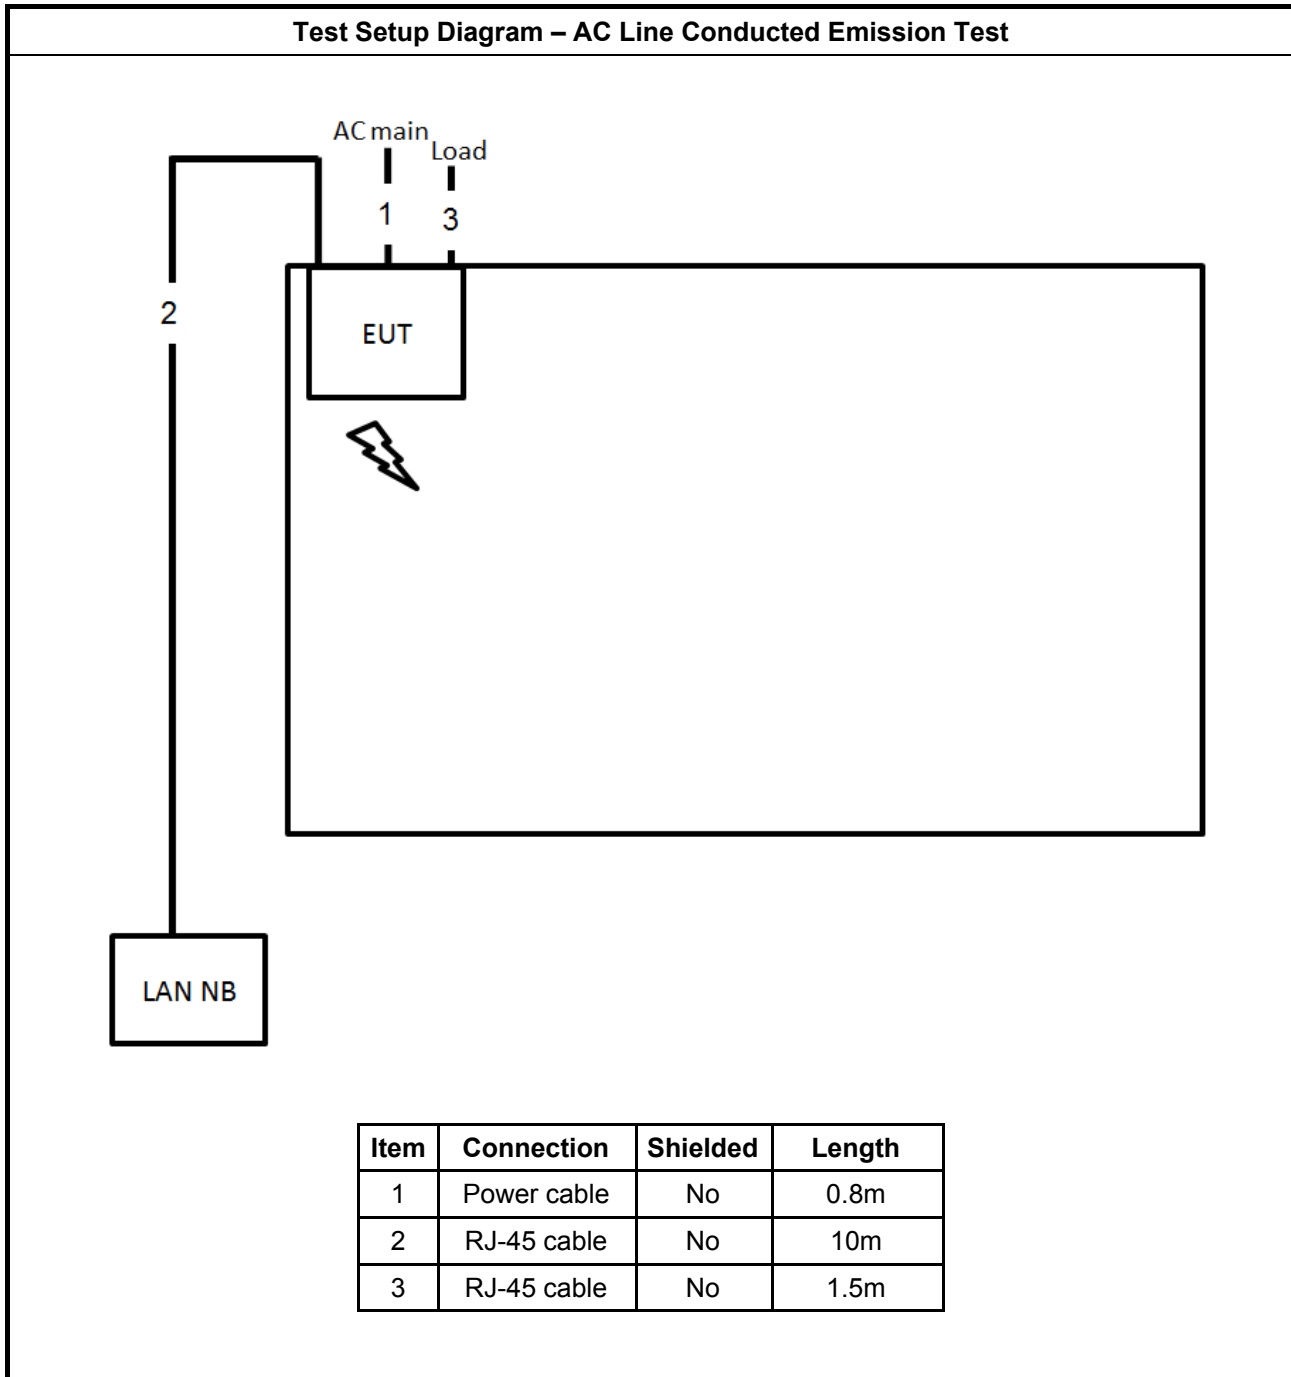 Test Setup Diagram – AC Line Conducted Emission Test
AC main
Load
1
3
2
EUT
LAN NB
Item Connection Shielded Length
1 Power cable No 0.8m
2 RJ-45 cable No 10m
3 RJ-45 cable No 1.5m